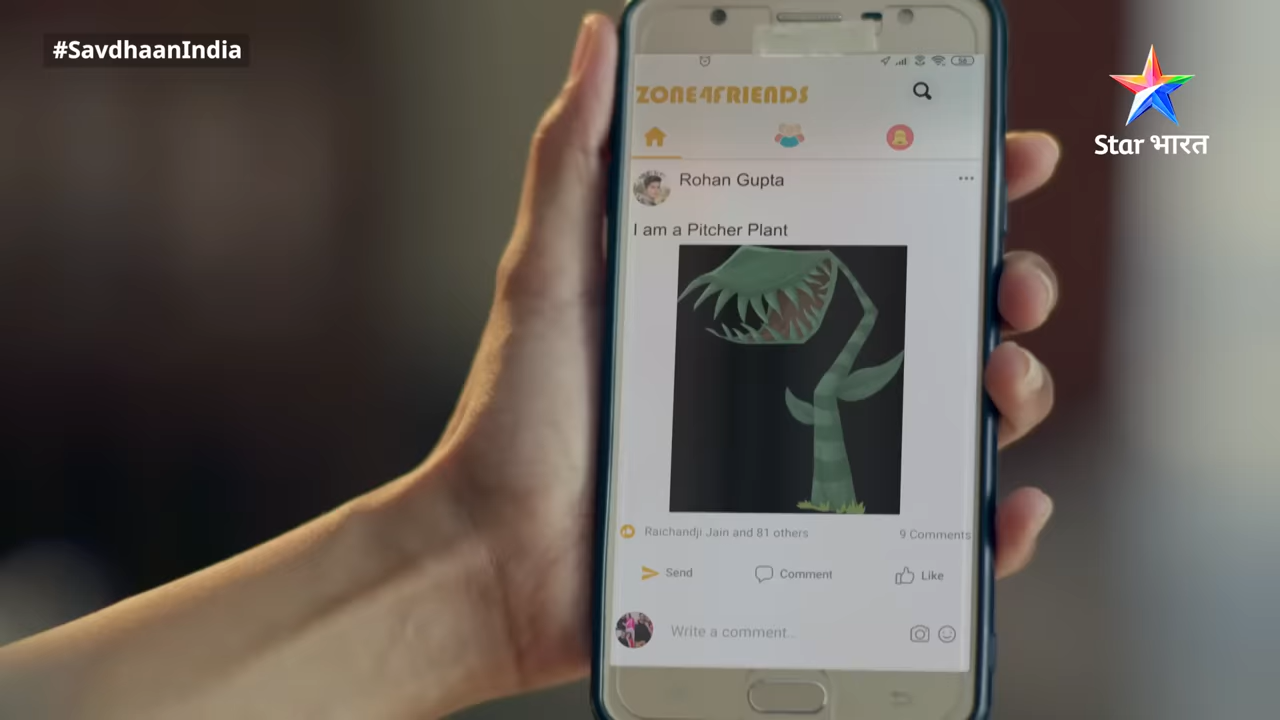 #SavdhaanIndia
Star भारत
58
ZONE4FRIENDS
Rohan Gupta
I am a Pitcher Plant
Raichandji Jain and 81 others
9 Comments
Send
Comment
Like
Write a comment...